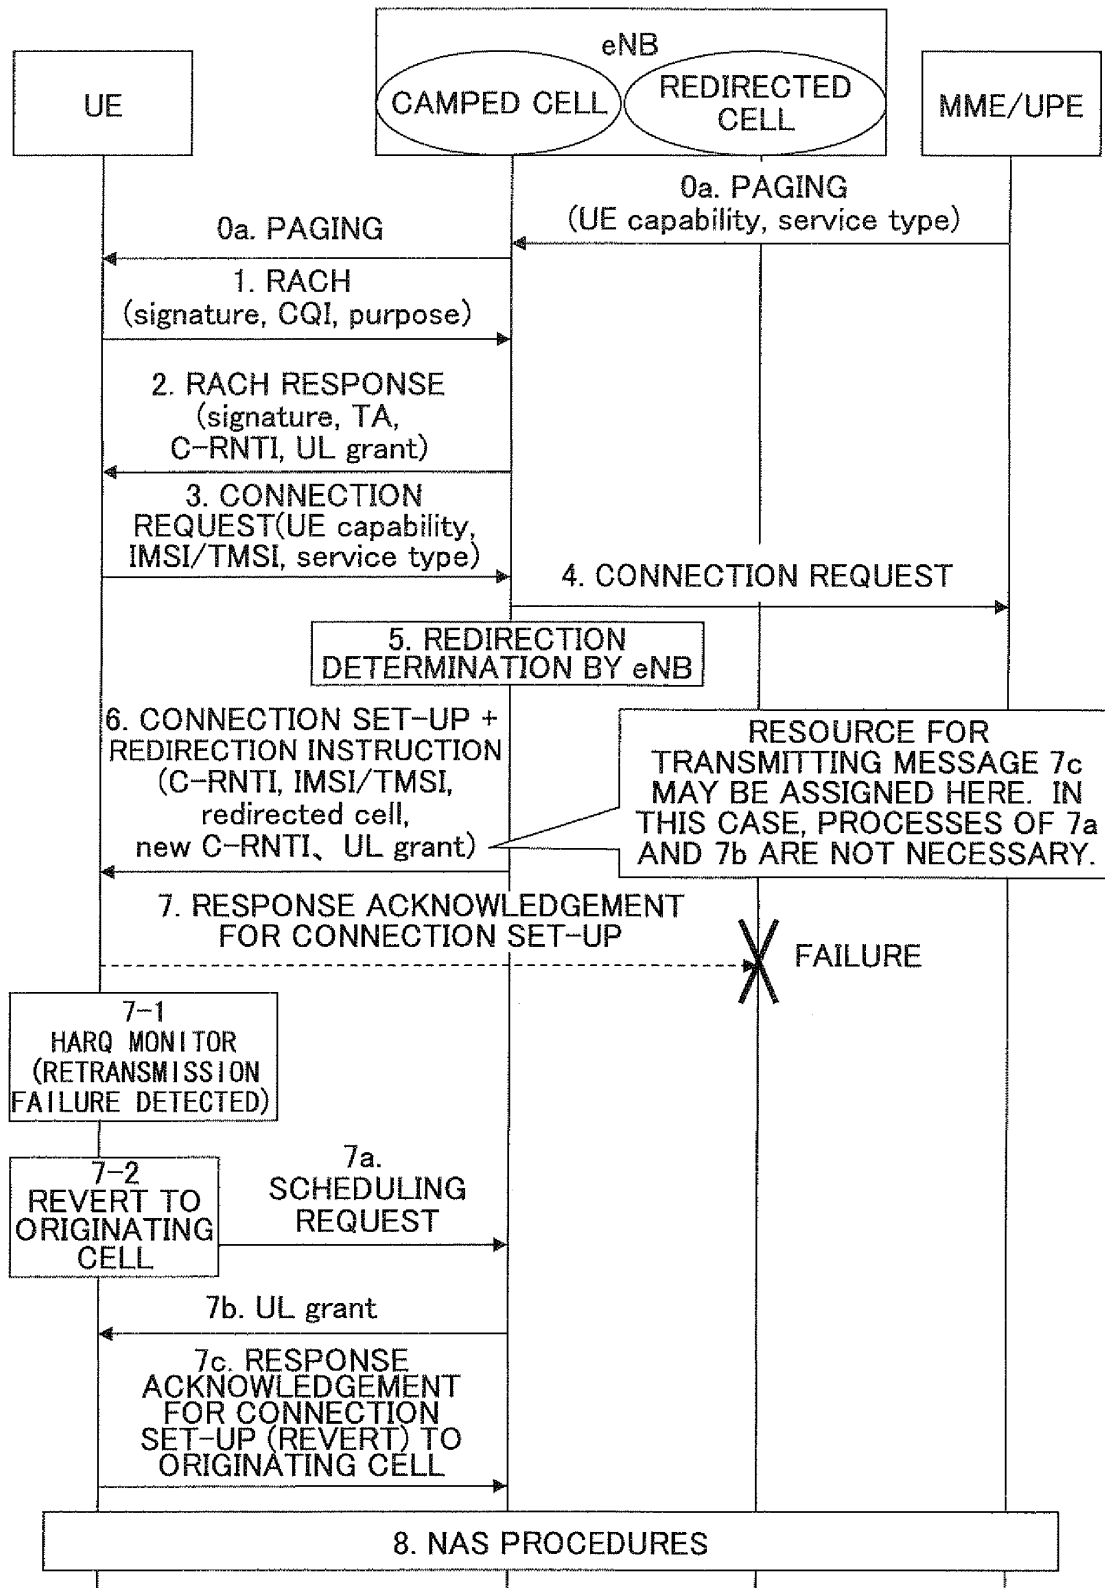 eNB
UE
CAMPED CELL
REDIRECTED
CELL
MME/UPE
0a. PAGING
(UE capability, service type)
0a. PAGING
1. RACH
(signature, CQI, purpose)
2. RACH RESPONSE
(signature, TA,
C-RNTI, UL grant)
3. CONNECTION
REQUEST(UE capability,
IMSI/TMSI, service type)
4. CONNECTION REQUEST
5. REDIRECTION
DETERMINATION BY eNB
6. CONNECTION SET-UP +
REDIRECTION INSTRUCTION
(C-RNTI, IMSI/TMSI,
redirected cell,
new C-RNTI、UL grant)
RESOURCE FOR
TRANSMITTING MESSAGE 7c
MAY BE ASSIGNED HERE. IN
THIS CASE, PROCESSES OF 7a
AND 7b ARE NOT NECESSARY.
7. RESPONSE ACKNOWLEDGEMENT
FOR CONNECTION SET-UP
FAILURE
7-1
HARQ MONITOR
(RETRANSMISSION
FAILURE DETECTED)
7-2
REVERT TO
ORIGINATING
CELL
7a.
SCHEDULING
REQUEST
7b. UL grant
7c. RESPONSE
ACKNOWLEDGEMENT
FOR CONNECTION
SET-UP (REVERT) TO
ORIGINATING CELL
8. NAS PROCEDURES